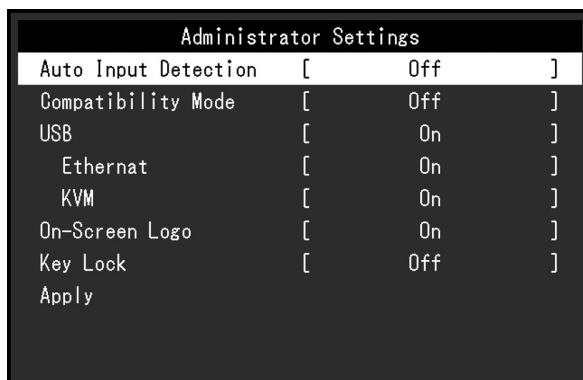 Administrator Settings
Auto Input Detection [ Off ]
Compatibility Mode [ Off ]
USB [ On ]
Ethernat [ On ]
KVM [ On ]
On-Screen Logo [ On ]
Key Lock [ Off ]
Apply